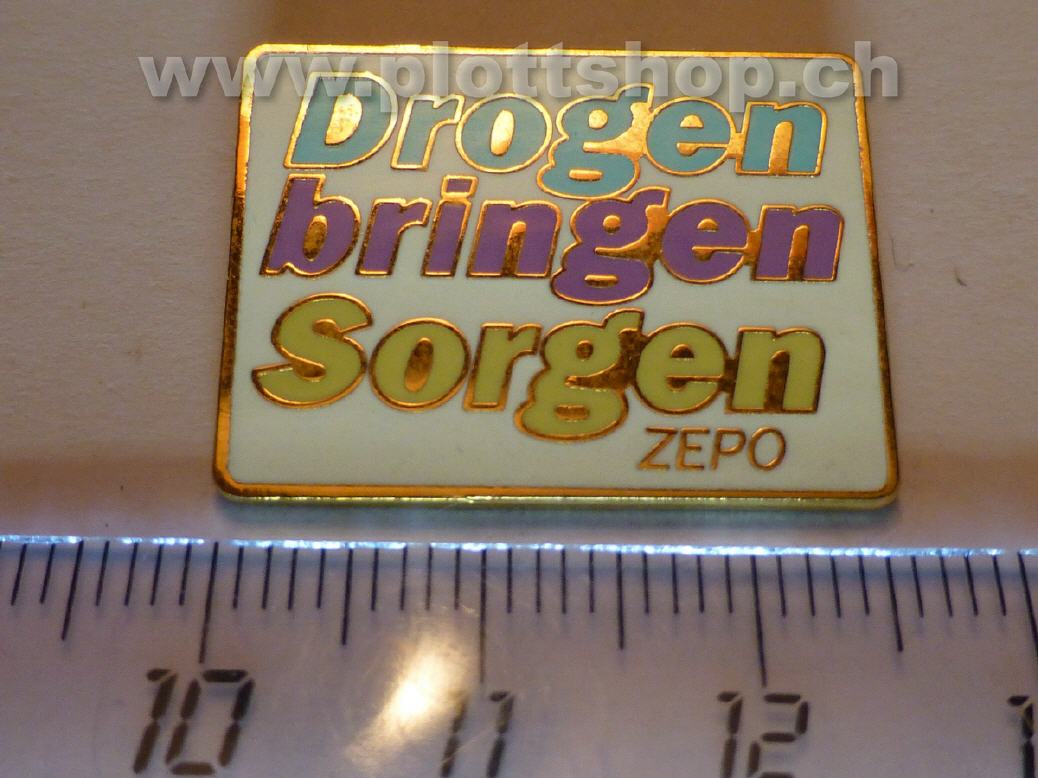 www.plottshop.ch
Drogen
bringen
Sorgen
ZEPO
10 11 12